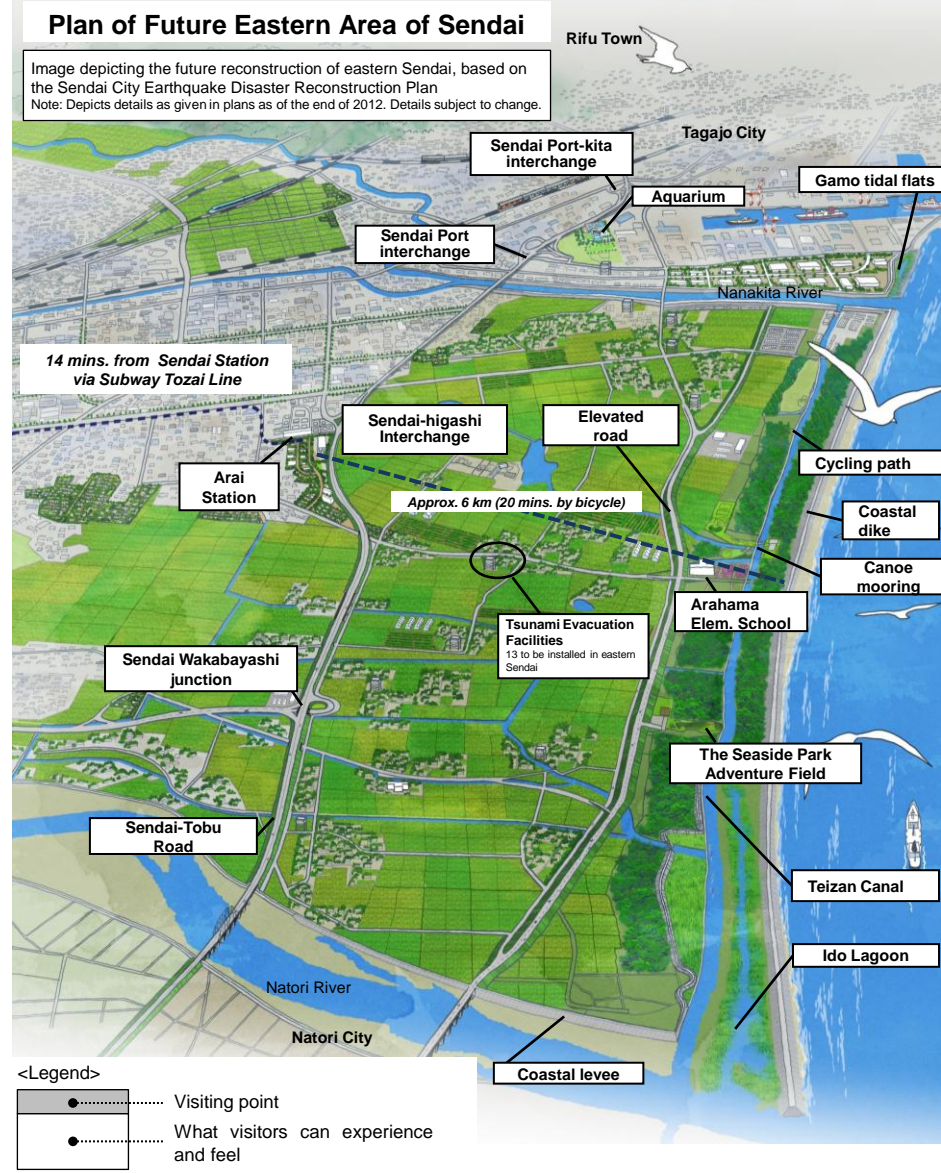 Plan of Future Eastern Area of Sendai
Image depicting the future reconstruction of eastern Sendai, based on
the Sendai City Earthquake Disaster Reconstruction Plan
Note: Depicts details as given in plans as of the end of 2012. Details subject to change.
Rifu Town
Tagajo City
Sendai Port-kita
interchange
Gamo tidal flats
Aquarium
Sendai Port
interchange
Nanakita River
14 mins. from Sendai Station
via Subway Tozai Line
Sendai-higashi
Interchange
Elevated
road
Arai
Station
Cycling path
Approx. 6 km (20 mins. by bicycle)
Coastal
dike
Canoe
mooring
Arahama
Elem. School
Tsunami Evacuation
Facilities
13 to be installed in eastern
Sendai
Sendai Wakabayashi
junction
The Seaside Park
Adventure Field
Sendai-Tobu
Road
Teizan Canal
Ido Lagoon
Natori River
Natori City
Coastal levee
<Legend>
Visiting point
What visitors can experience
and feel